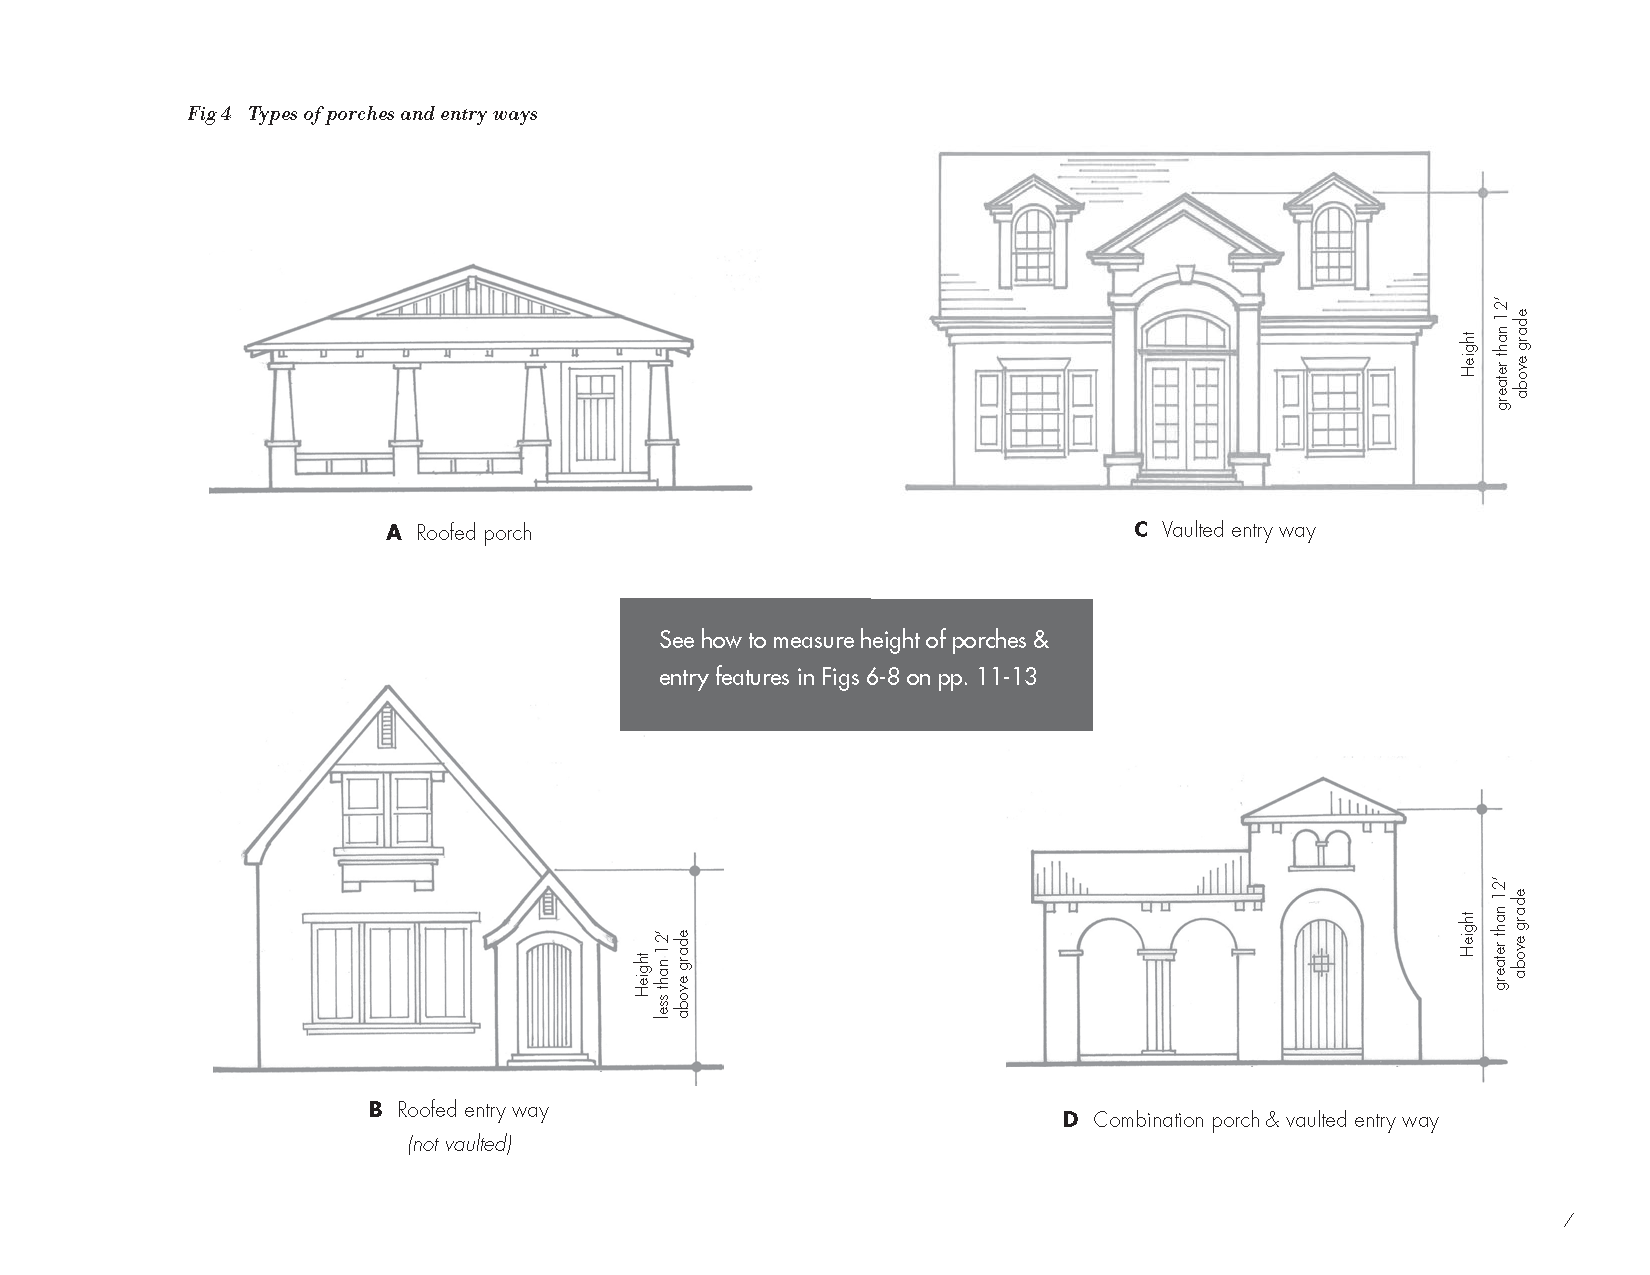 Fig 4 Types of porches and entry ways
Height
greater than 12'
above grade
A Roofed porch
C Vaulted entry way
See how to measure height of porches &
entry features in Figs 6-8 on pp. 11-13
Height
less than 12'
above grade
Height
greater than 12'
above grade
B Roofed entry way
(not vaulted)
D Combination porch & vaulted entry way
/